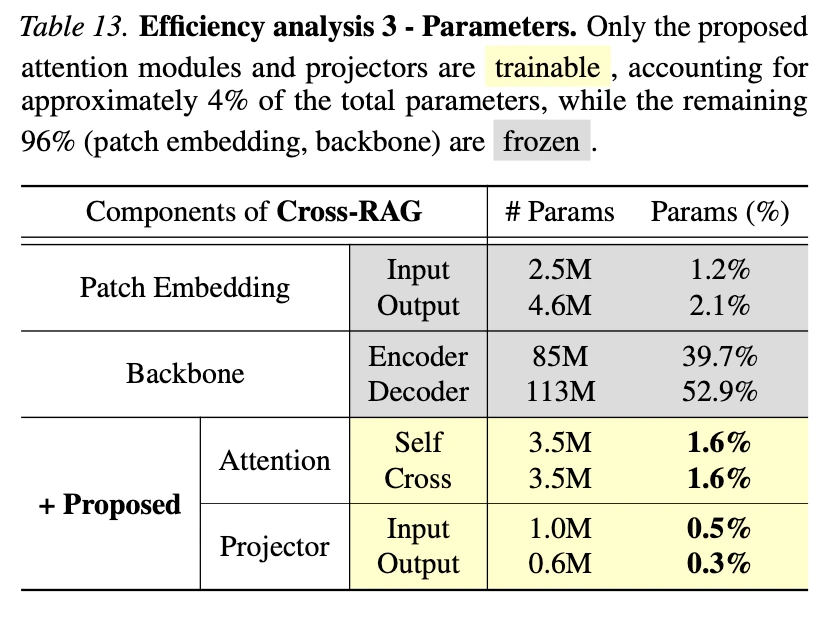 Table 13. Efficiency analysis 3 - Parameters. Only the proposed
attention modules and projectors are trainable , accounting for
approximately 4% of the total parameters, while the remaining
96% (patch embedding, backbone) are frozen .
Components of Cross-RAG # Params Params (%)
Patch Embedding
Input 2.5M 1.2%
Output 4.6M 2.1%
Backbone
Encoder 85M 39.7%
Decoder 113M 52.9%
+ Proposed
Attention
Self 3.5M 1.6%
Cross 3.5M 1.6%
Projector
Input 1.0M 0.5%
Output 0.6M 0.3%